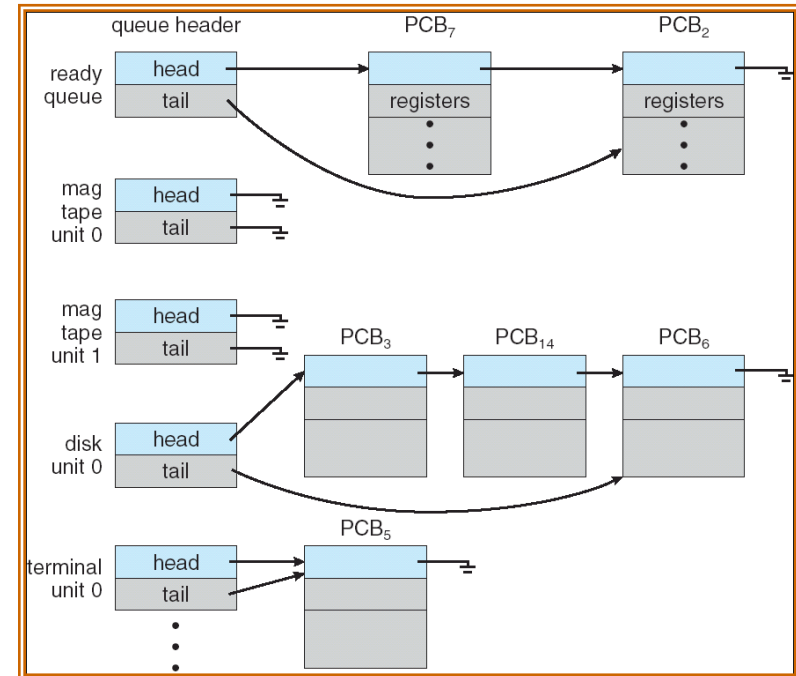 queue header PCB₇ PCB₂
ready
queue
head
tail
registers
registers
mag
tape
unit 0
head
tail
mag
tape
unit 1
head
tail
PCB₃ PCB₁₄ PCB₆
disk
unit 0
head
tail
PCB₅
terminal
unit 0
head
tail